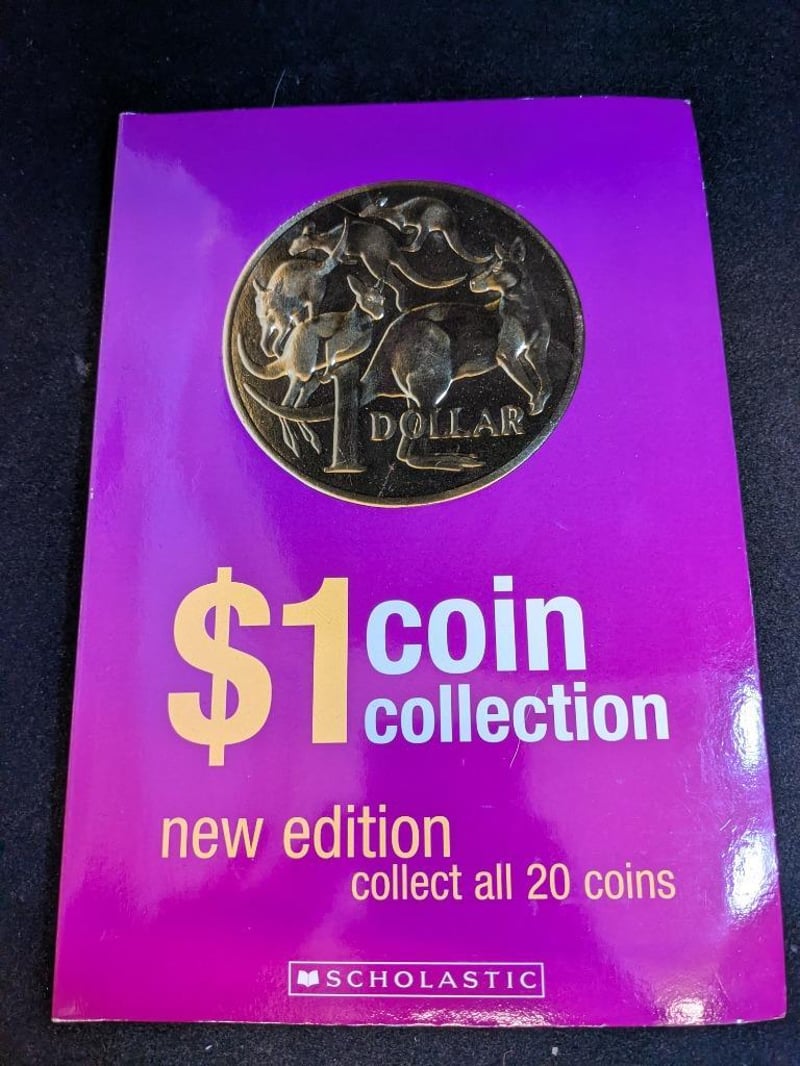 1 DOLLAR
$1 coin
collection
new edition
collect all 20 coins
SCHOLASTIC